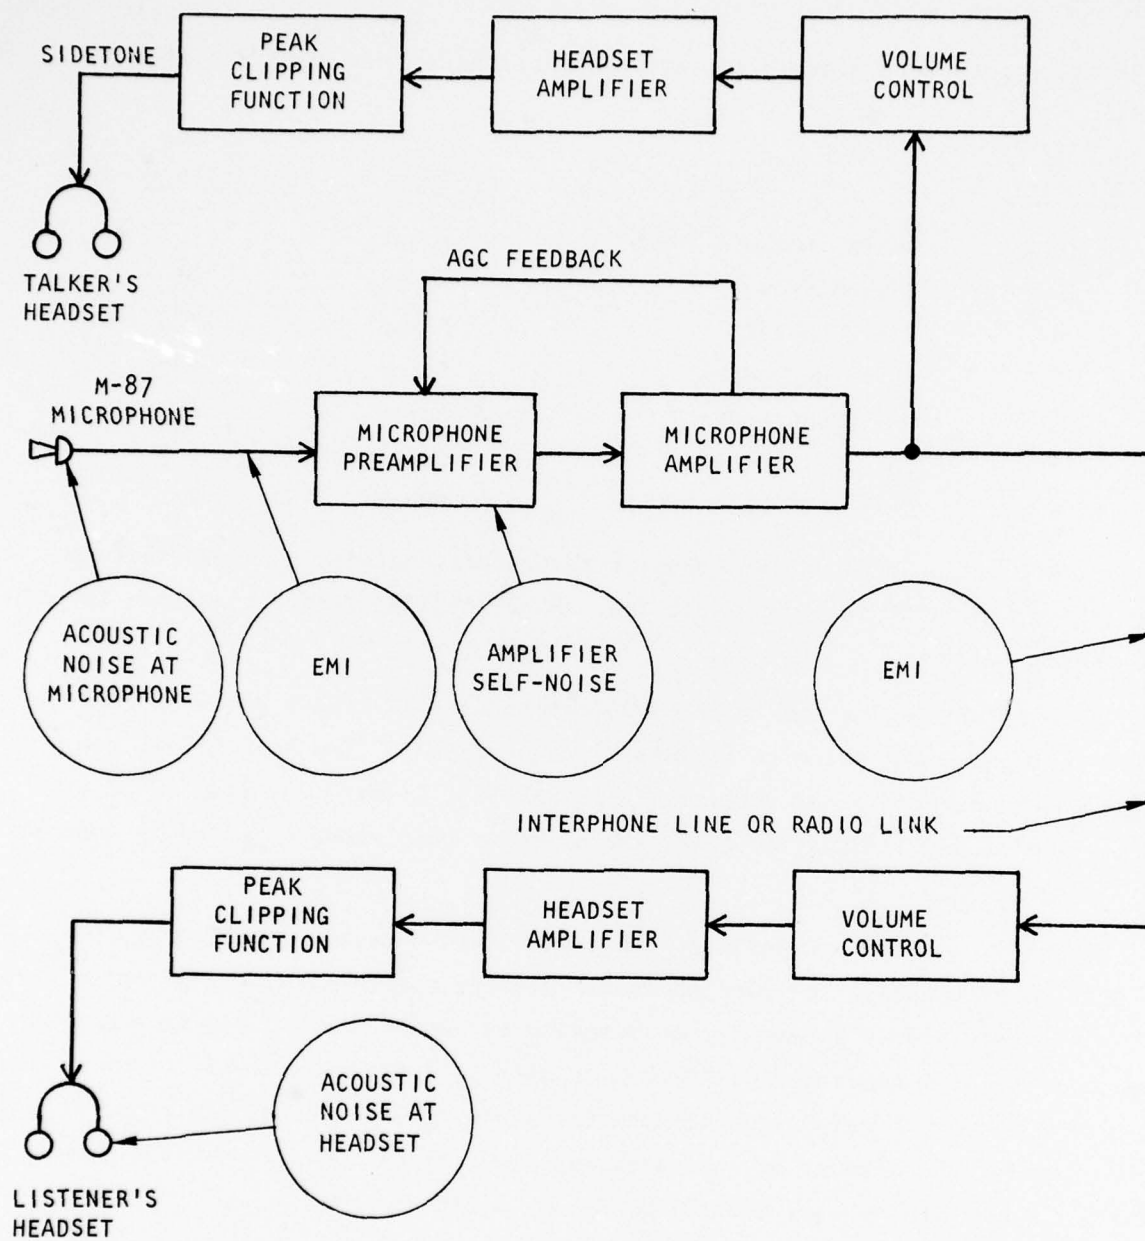 SIDETONE
PEAK
CLIPPING
FUNCTION
HEADSET
AMPLIFIER
VOLUME
CONTROL
TALKER'S
HEADSET
AGC FEEDBACK
M-87
MICROPHONE
MICROPHONE
PREAMPLIFIER
MICROPHONE
AMPLIFIER
ACOUSTIC
NOISE AT
MICROPHONE
EMI
AMPLIFIER
SELF-NOISE
EMI
INTERPHONE LINE OR RADIO LINK
PEAK
CLIPPING
FUNCTION
HEADSET
AMPLIFIER
VOLUME
CONTROL
ACOUSTIC
NOISE AT
HEADSET
LISTENER'S
HEADSET